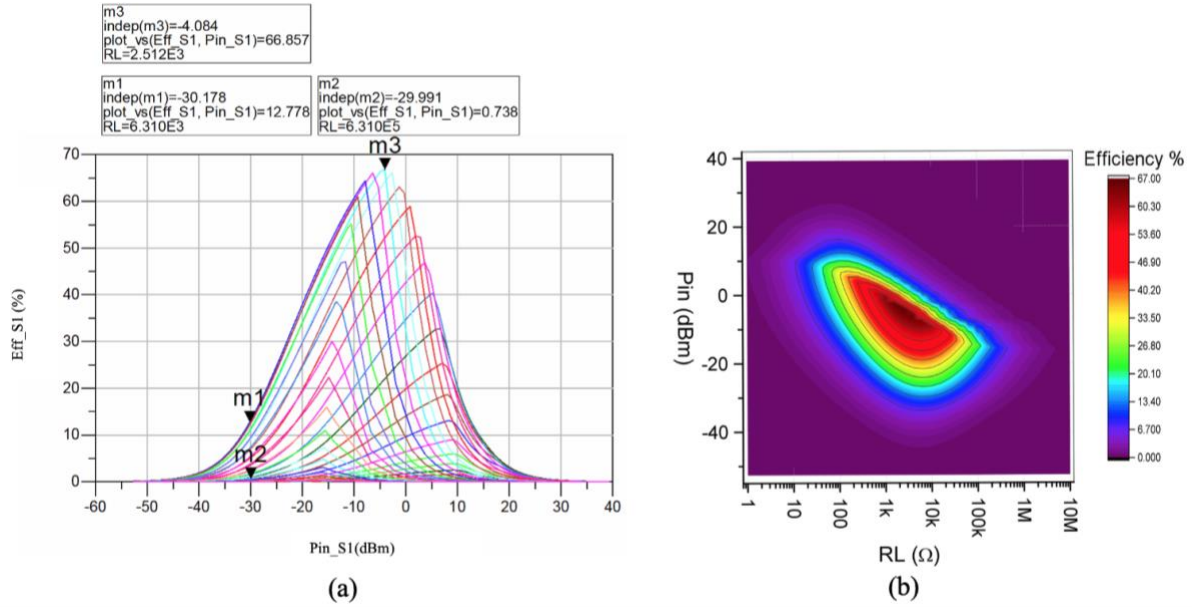 m3
indep(m3)=-4.084
plot_vs(Eff_S1, Pin_S1)=66.857
RL=2.512E3
m1
indep(m1)=-30.178
plot_vs(Eff_S1, Pin_S1)=12.778
RL=6.310E3
m2
indep(m2)=-29.991
plot_vs(Eff_S1, Pin_S1)=0.738
RL=6.310E5
m3
70
60
50
40
30
20
10
0
Eff_S1 (%)
m1
m2
-60 -50 -40 -30 -20 -10 0 10 20 30 40
Pin_S1(dBm)
(a)
40
20
0
-20
-40
Pin (dBm)
1 10 100 1k 10k 100k 1M 10M
RL (Ω)
Efficiency %
67.00
60.30
53.60
46.90
40.20
33.50
26.80
20.10
13.40
6.700
0.000
(b)